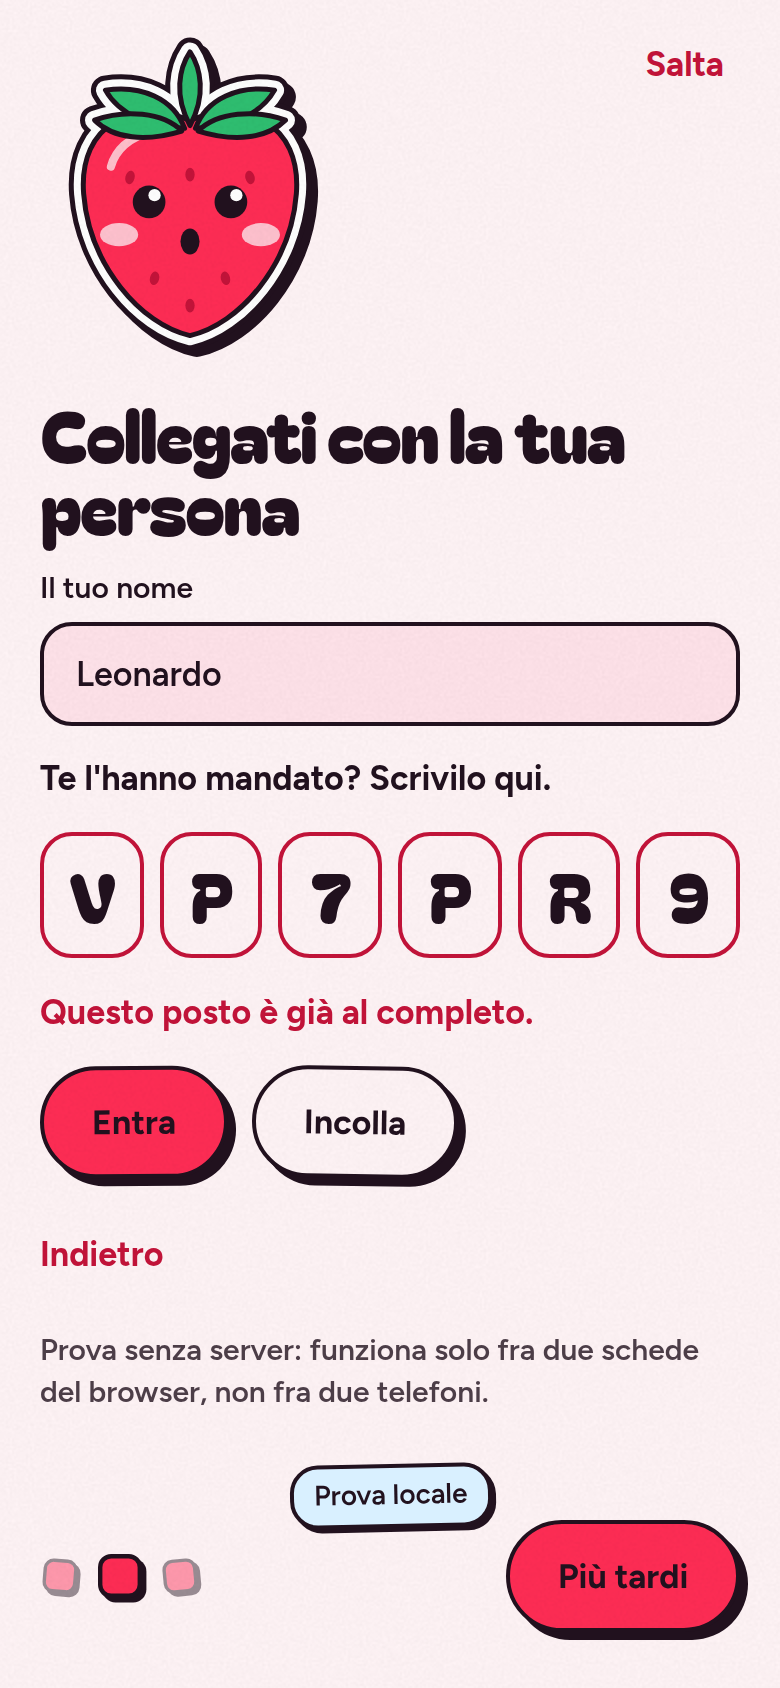 Salta
Collegati con la tua
persona
Il tuo nome
Leonardo
Te l'hanno mandato? Scrivilo qui.
V P 7 P R 9
Questo posto è già al completo.
Entra Incolla
Indietro
Prova senza server: funziona solo fra due schede
del browser, non fra due telefoni.
Prova locale
Più tardi